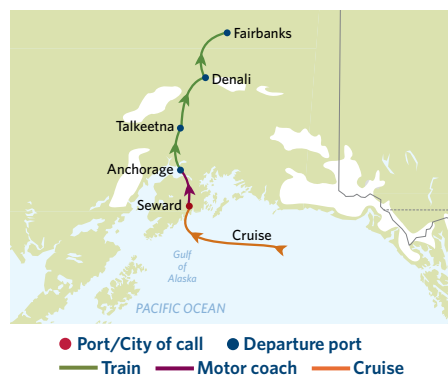 Fairbanks
Denali
Talkeetna
Anchorage
Seward
Cruise
Gulf
of
Alaska
PACIFIC OCEAN
Port/City of call
Departure port
Train
Motor coach
Cruise